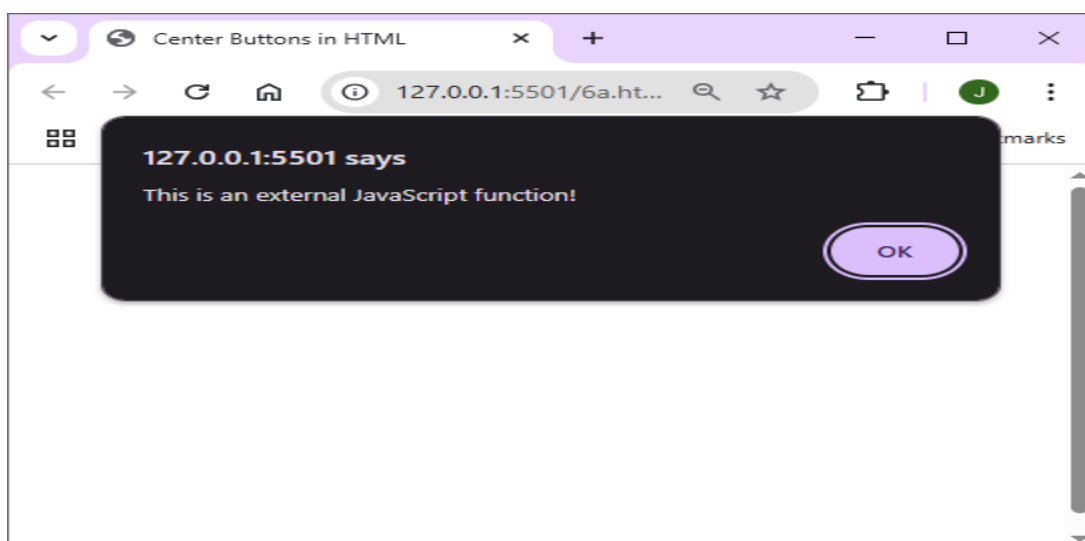 Center Buttons in HTML
127.0.0.1:5501/6a.ht...
J
marks
127.0.0.1:5501 says
This is an external JavaScript function!
OK